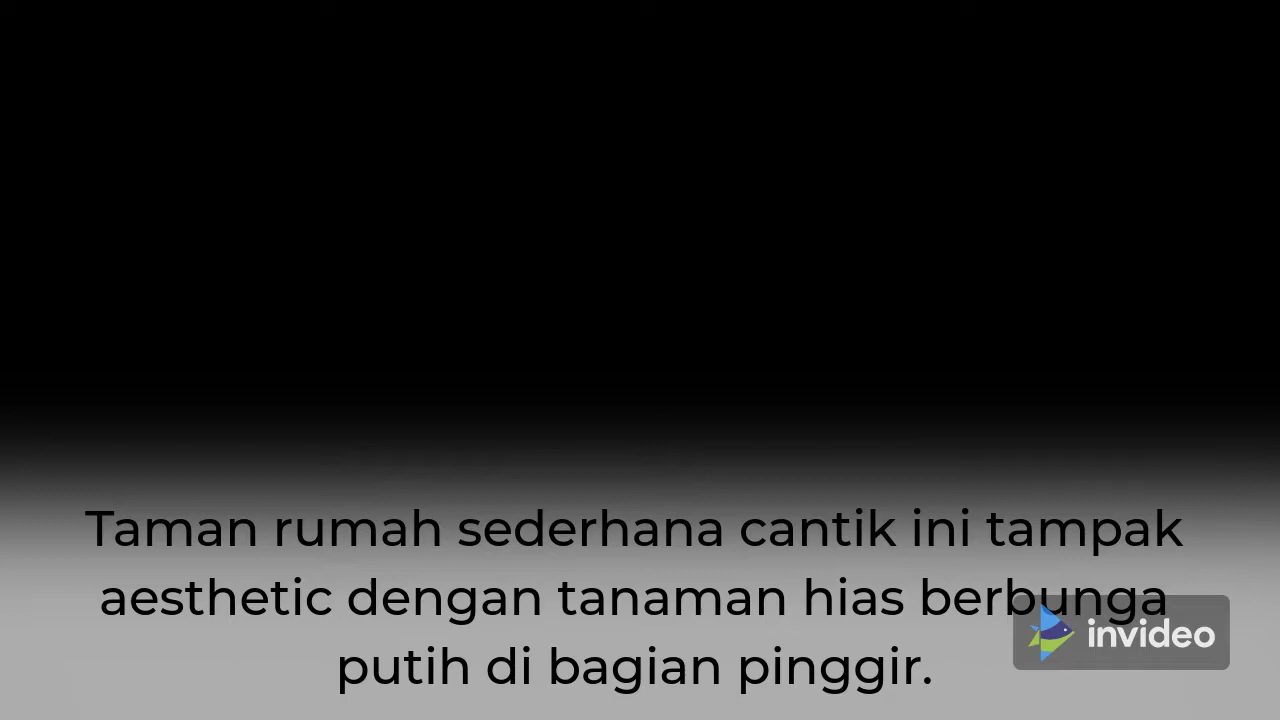 Taman rumah sederhana cantik ini tampak
aesthetic dengan tanaman hias berbunga
putih di bagian pinggir.
invideo